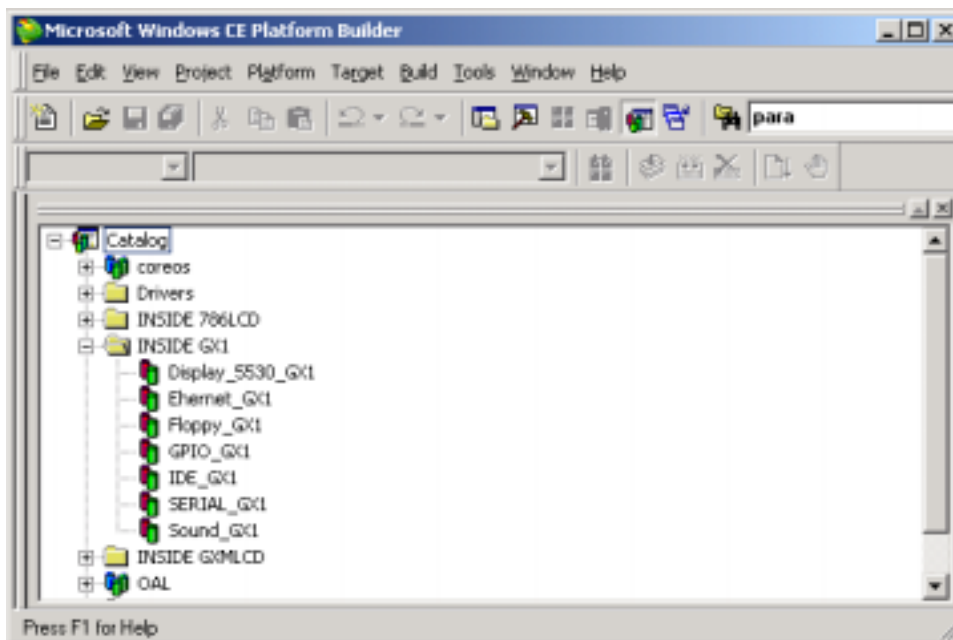 Microsoft Windows CE Platform Builder
File Edit View Project Platform Target Build Tools Window Help
para
Catalog
coreos
Drivers
INSIDE 786LCD
INSIDE GX1
Display_5530_GX1
Ehernet_GX1
Floppy_GX1
GPIO_GX1
IDE_GX1
SERIAL_GX1
Sound_GX1
INSIDE GXMLCD
OAL
Press F1 for Help